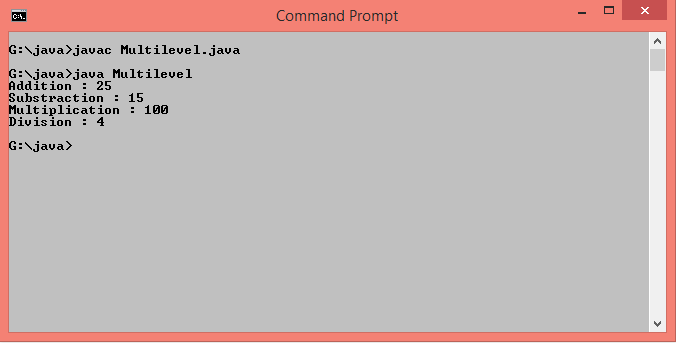 Command Prompt
G:\java>javac Multilevel.java
G:\java>java Multilevel
Addition : 25
Substraction : 15
Multiplication : 100
Division : 4
G:\java>